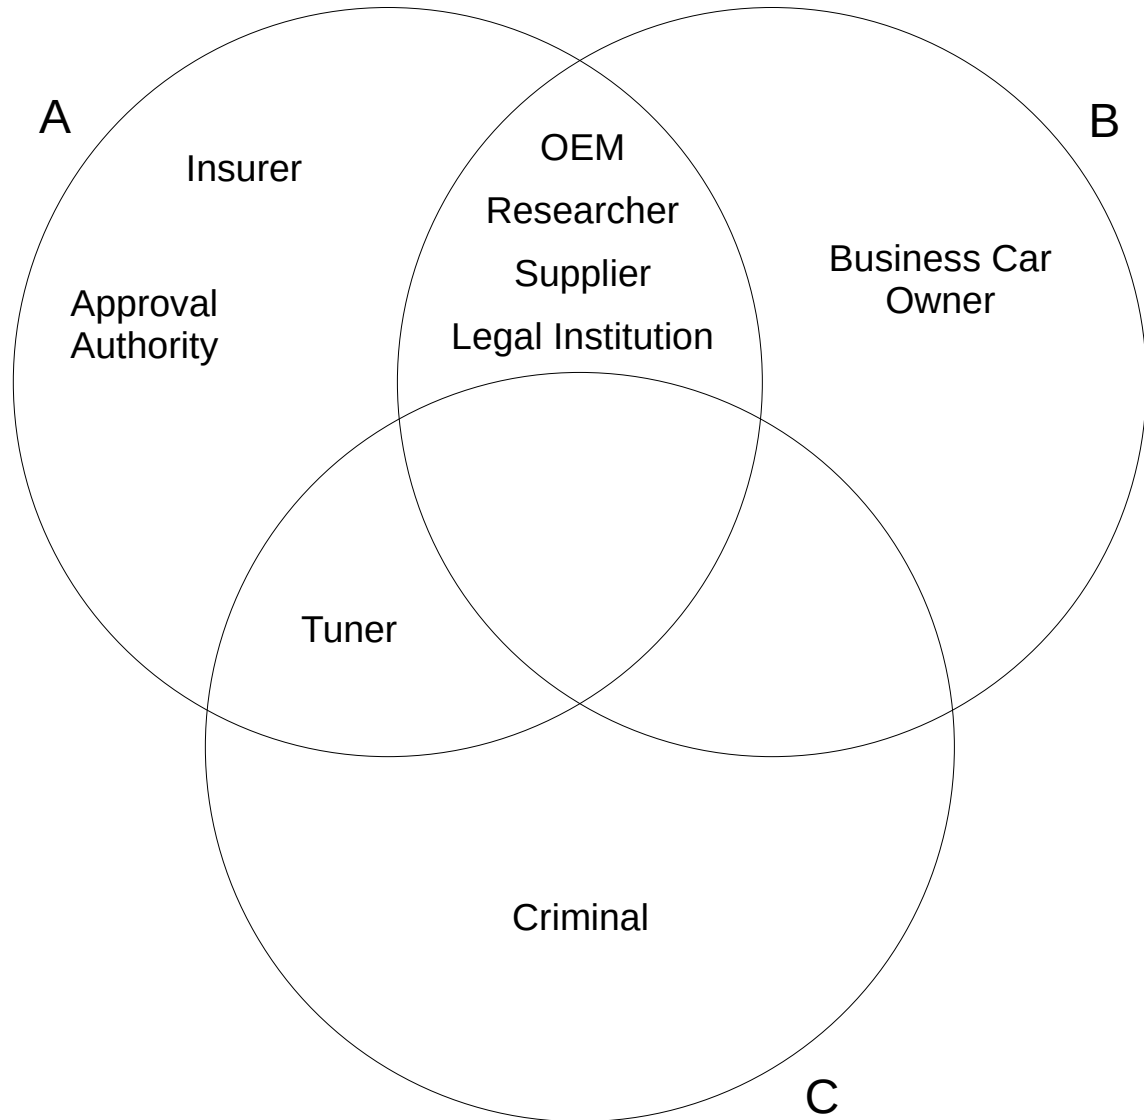 A
B
Insurer
OEM
Researcher
Supplier
Legal Institution
Business Car
Owner
Approval
Authority
Tuner
Criminal
C